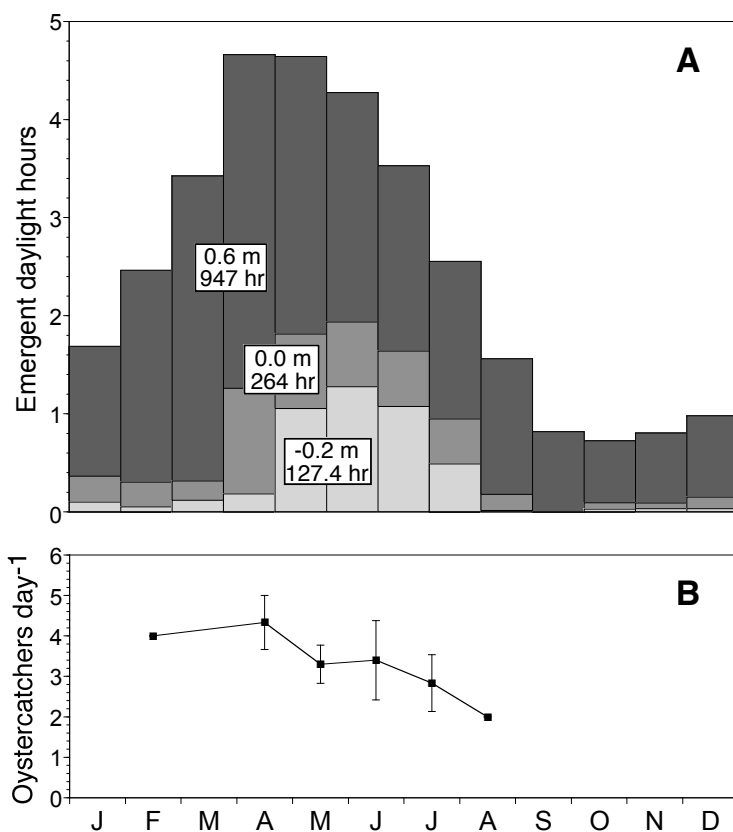 5
A
4
3
2
1
0
Emergent daylight hours
0.6 m
947 hr
0.0 m
264 hr
-0.2 m
127.4 hr
6
B
5
4
3
2
1
0
Oystercatchers day-1
J F M A M J J A S O N D